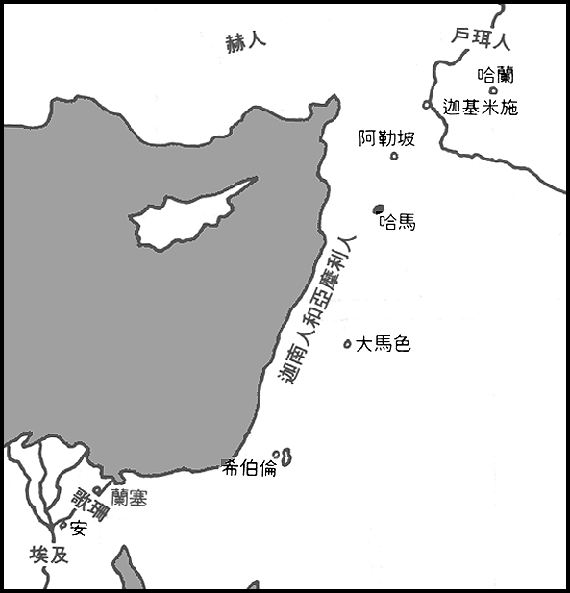 赫人
戶珥人
哈蘭
迦基米施
阿勒坡
哈馬
迦南人和亞摩利人
大馬色
希伯倫
蘭塞
歌珊
安
埃及